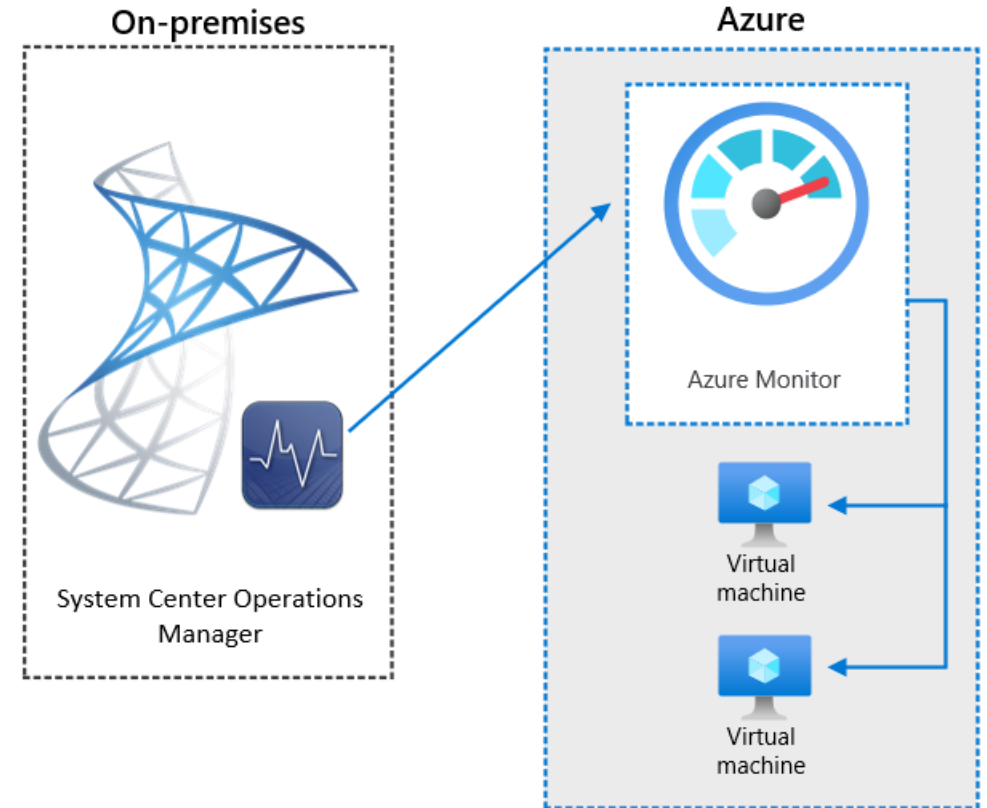 On-premises
Azure
Azure Monitor
Virtual
machine
System Center Operations
Manager
Virtual
machine